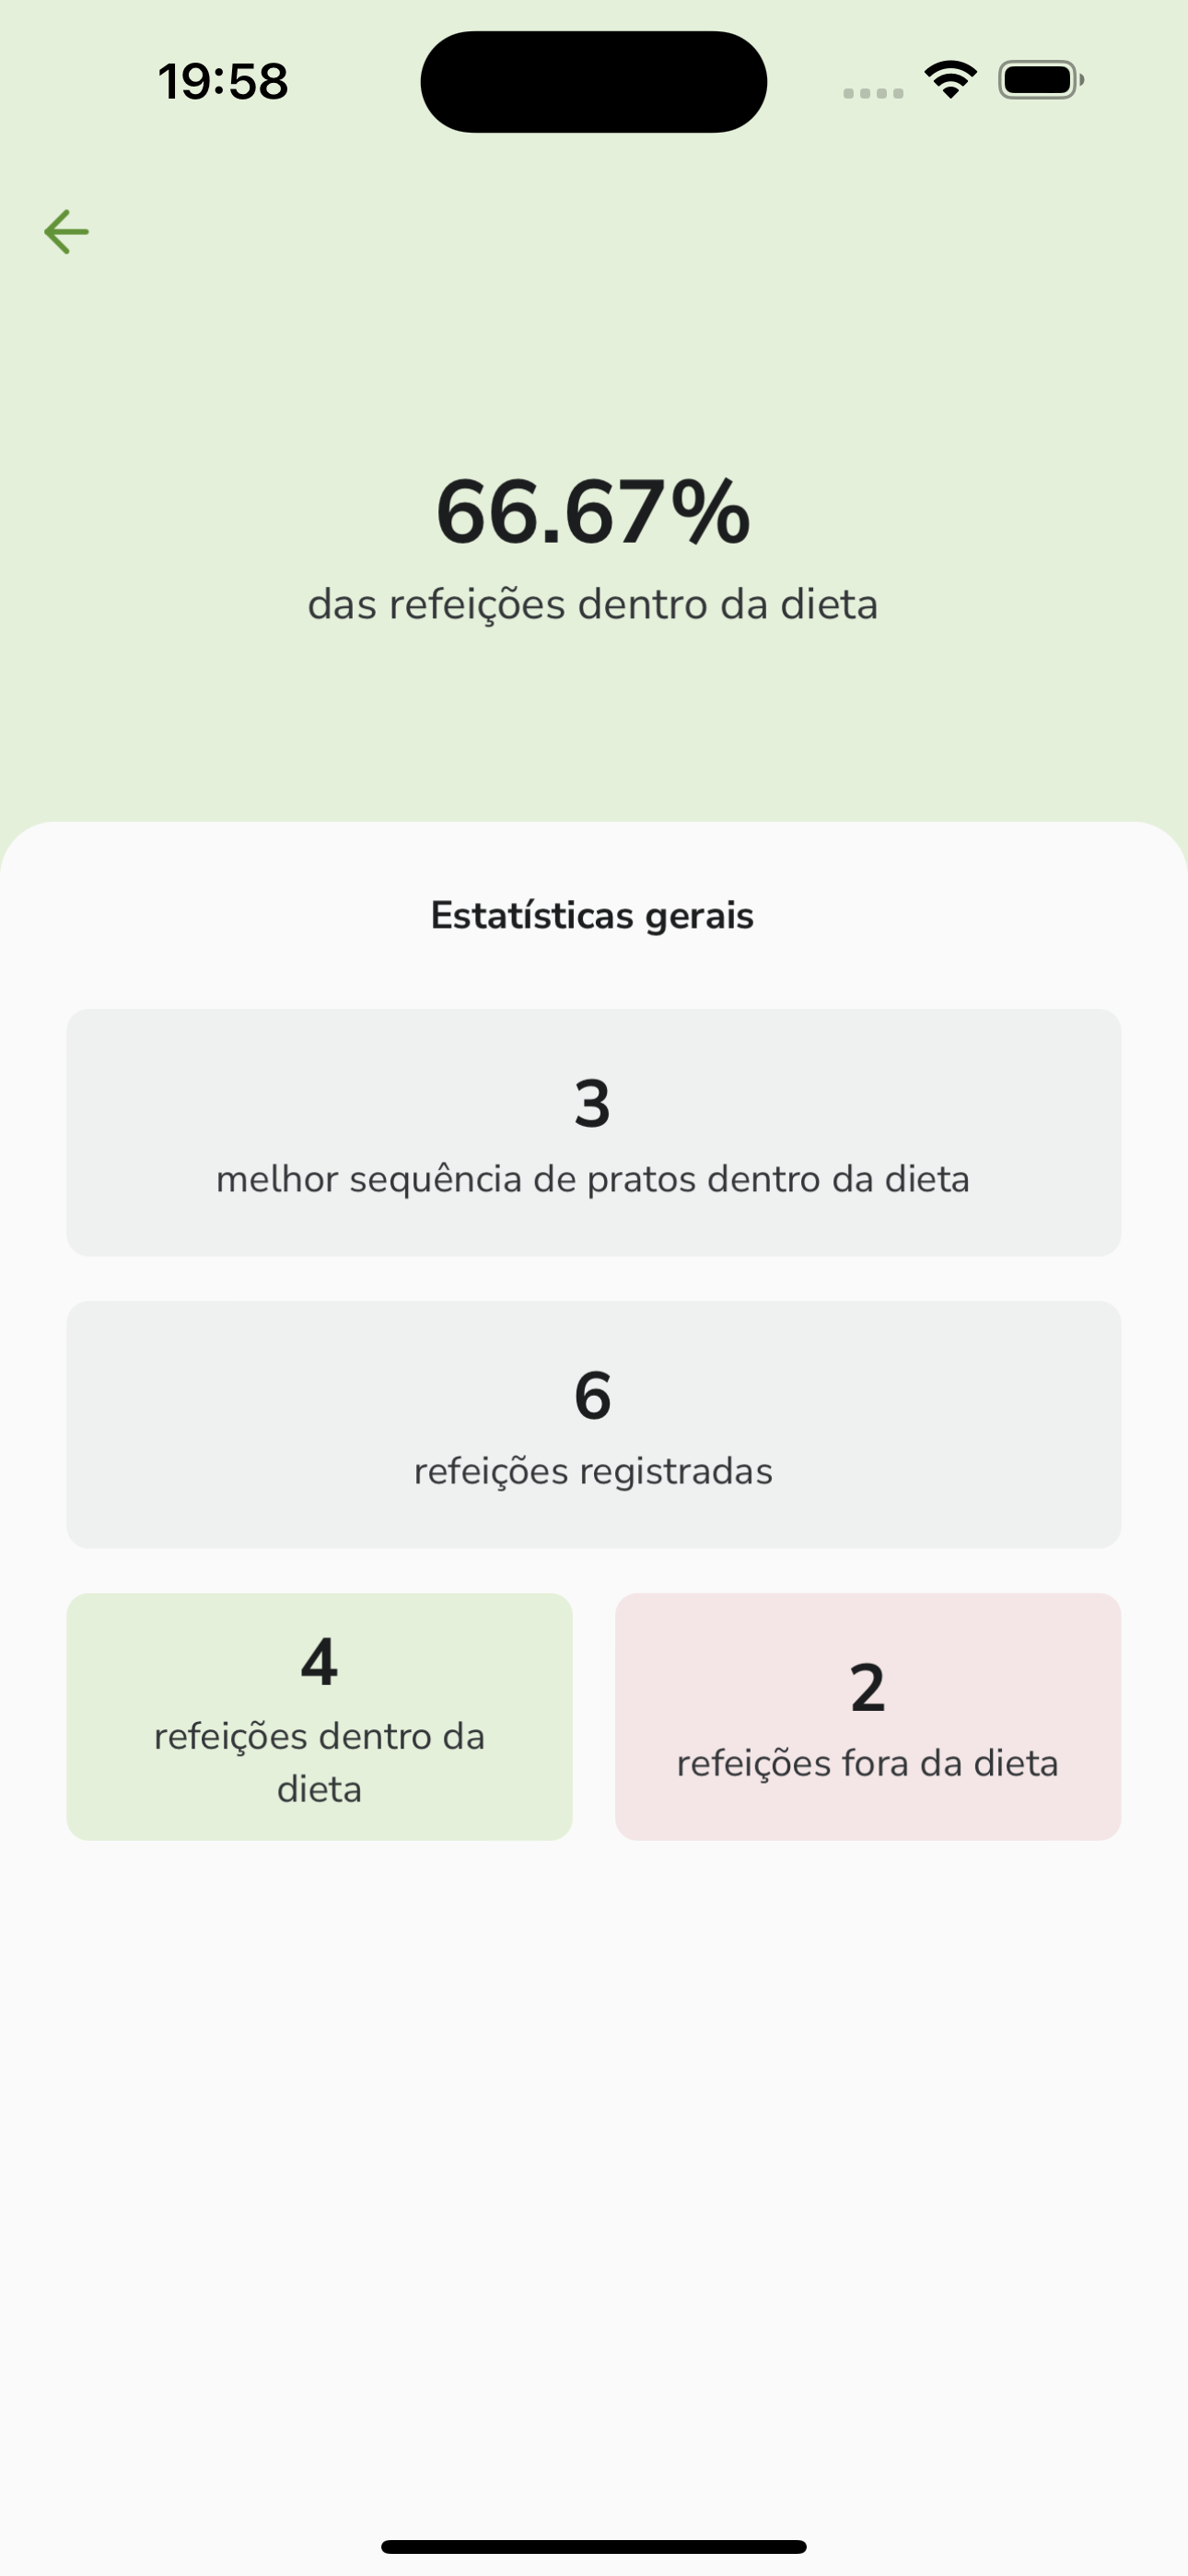 19:58
66.67%
das refeições dentro da dieta
Estatísticas gerais
3
melhor sequência de pratos dentro da dieta
6
refeições registradas
4
refeições dentro da
dieta
2
refeições fora da dieta